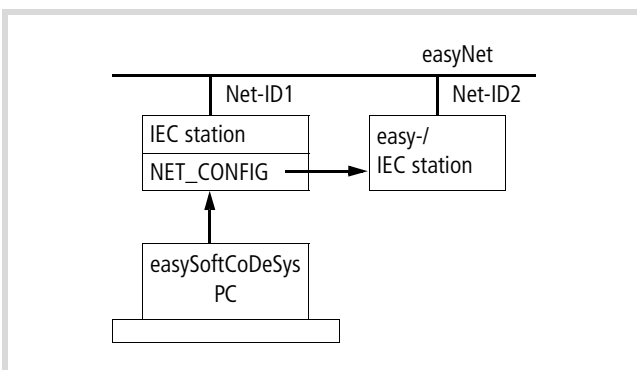 easyNet
Net-ID1
Net-ID2
IEC station
NET_CONFIG
easy-/
IEC station
easySoftCoDeSys
PC